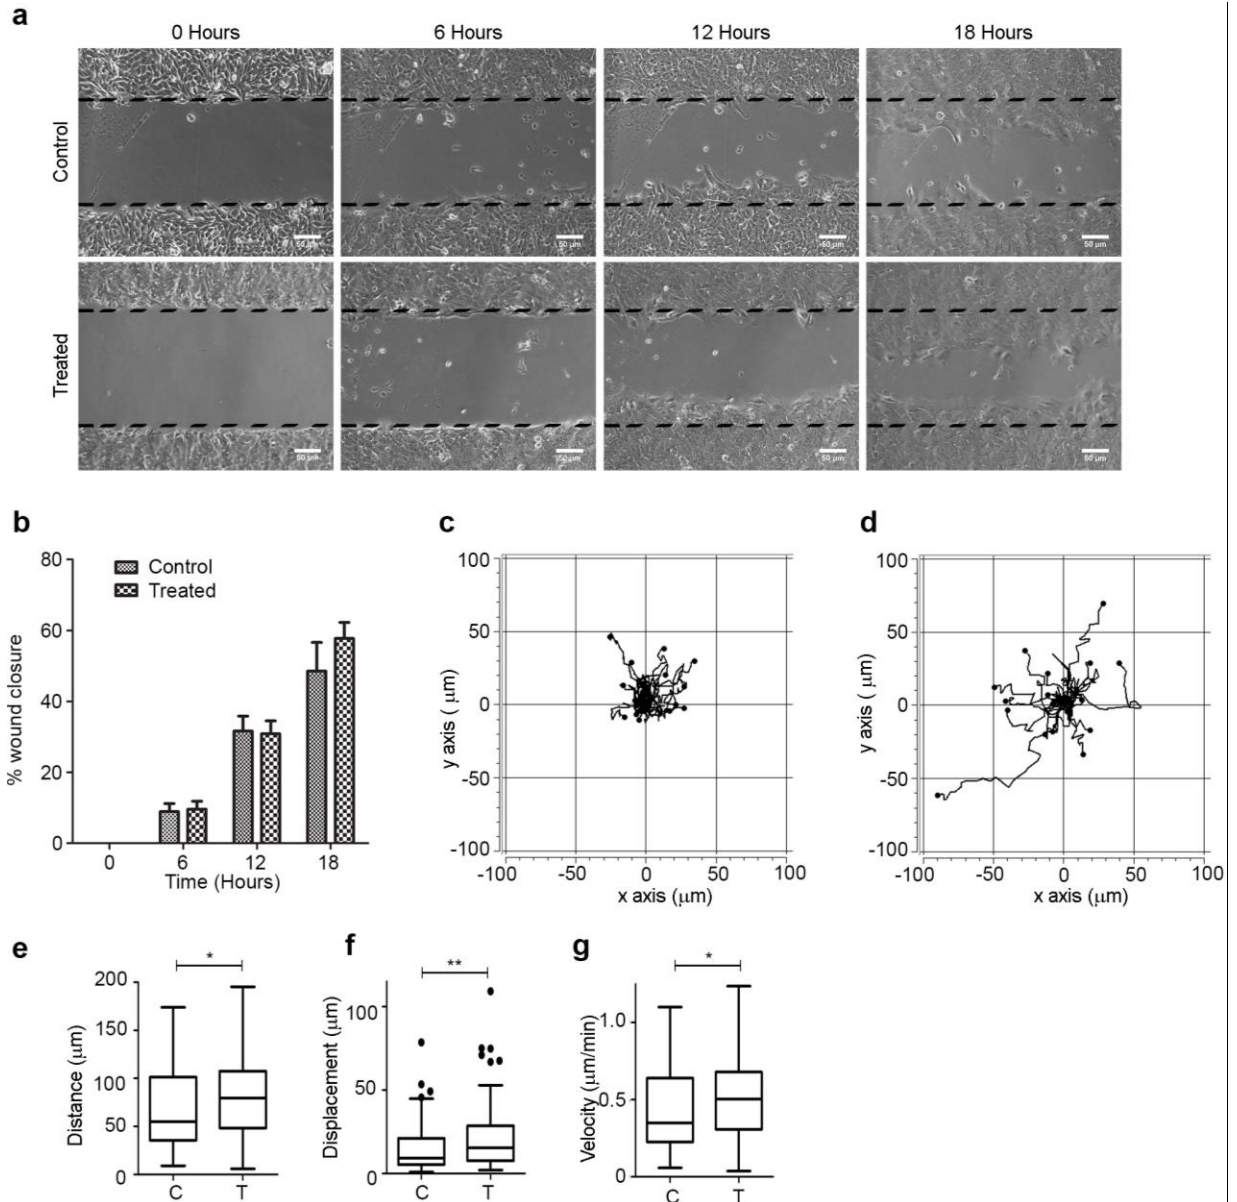 a
0 Hours 6 Hours 12 Hours 18 Hours
Control
50 µm 50 µm 50 µm 50 µm
Treated
50 µm 50 µm 50 µm 50 µm
b
80
60
40
20
0
% wound closure
Control
Treated
0 6 12 18
Time (Hours)
c
100
50
0
-50
-100
y axis ( µm)
-100 -50 0 50 100
x axis (µm)
d
100
50
0
-50
-100
y axis ( µm)
-100 -50 0 50 100
x axis (µm)
e
*
200
150
100
50
0
Distance (µm)
C T
f
**
100
50
0
Displacement (µm)
C T
g
*
1.0
0.5
0
Velocity (µm/min)
C T